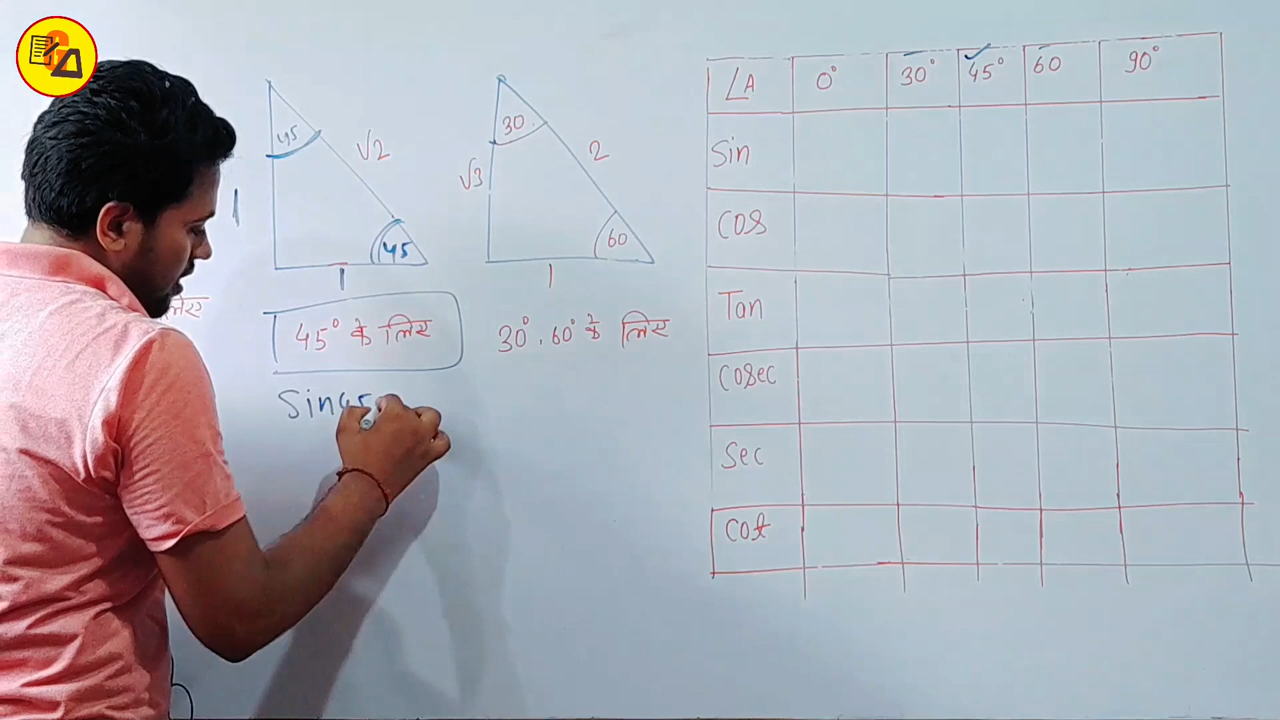 45
√2
1
45
1
30
2
√3
60
1
45° के लिए
30°. 60° के लिए
लिए
Sin45
∠A 0° 30° 45° 60 90°
Sin
Cos
Tan
Cosec
Sec
Cot